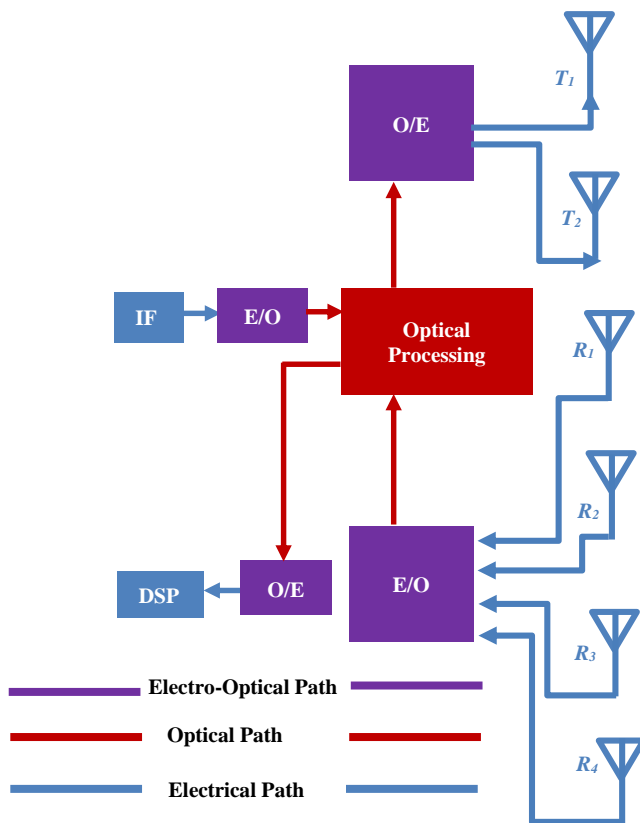 T1
O/E
T2
IF
E/O
Optical
Processing
R1
R2
DSP
O/E
E/O
R3
Electro-Optical Path
Optical Path
R4
Electrical Path